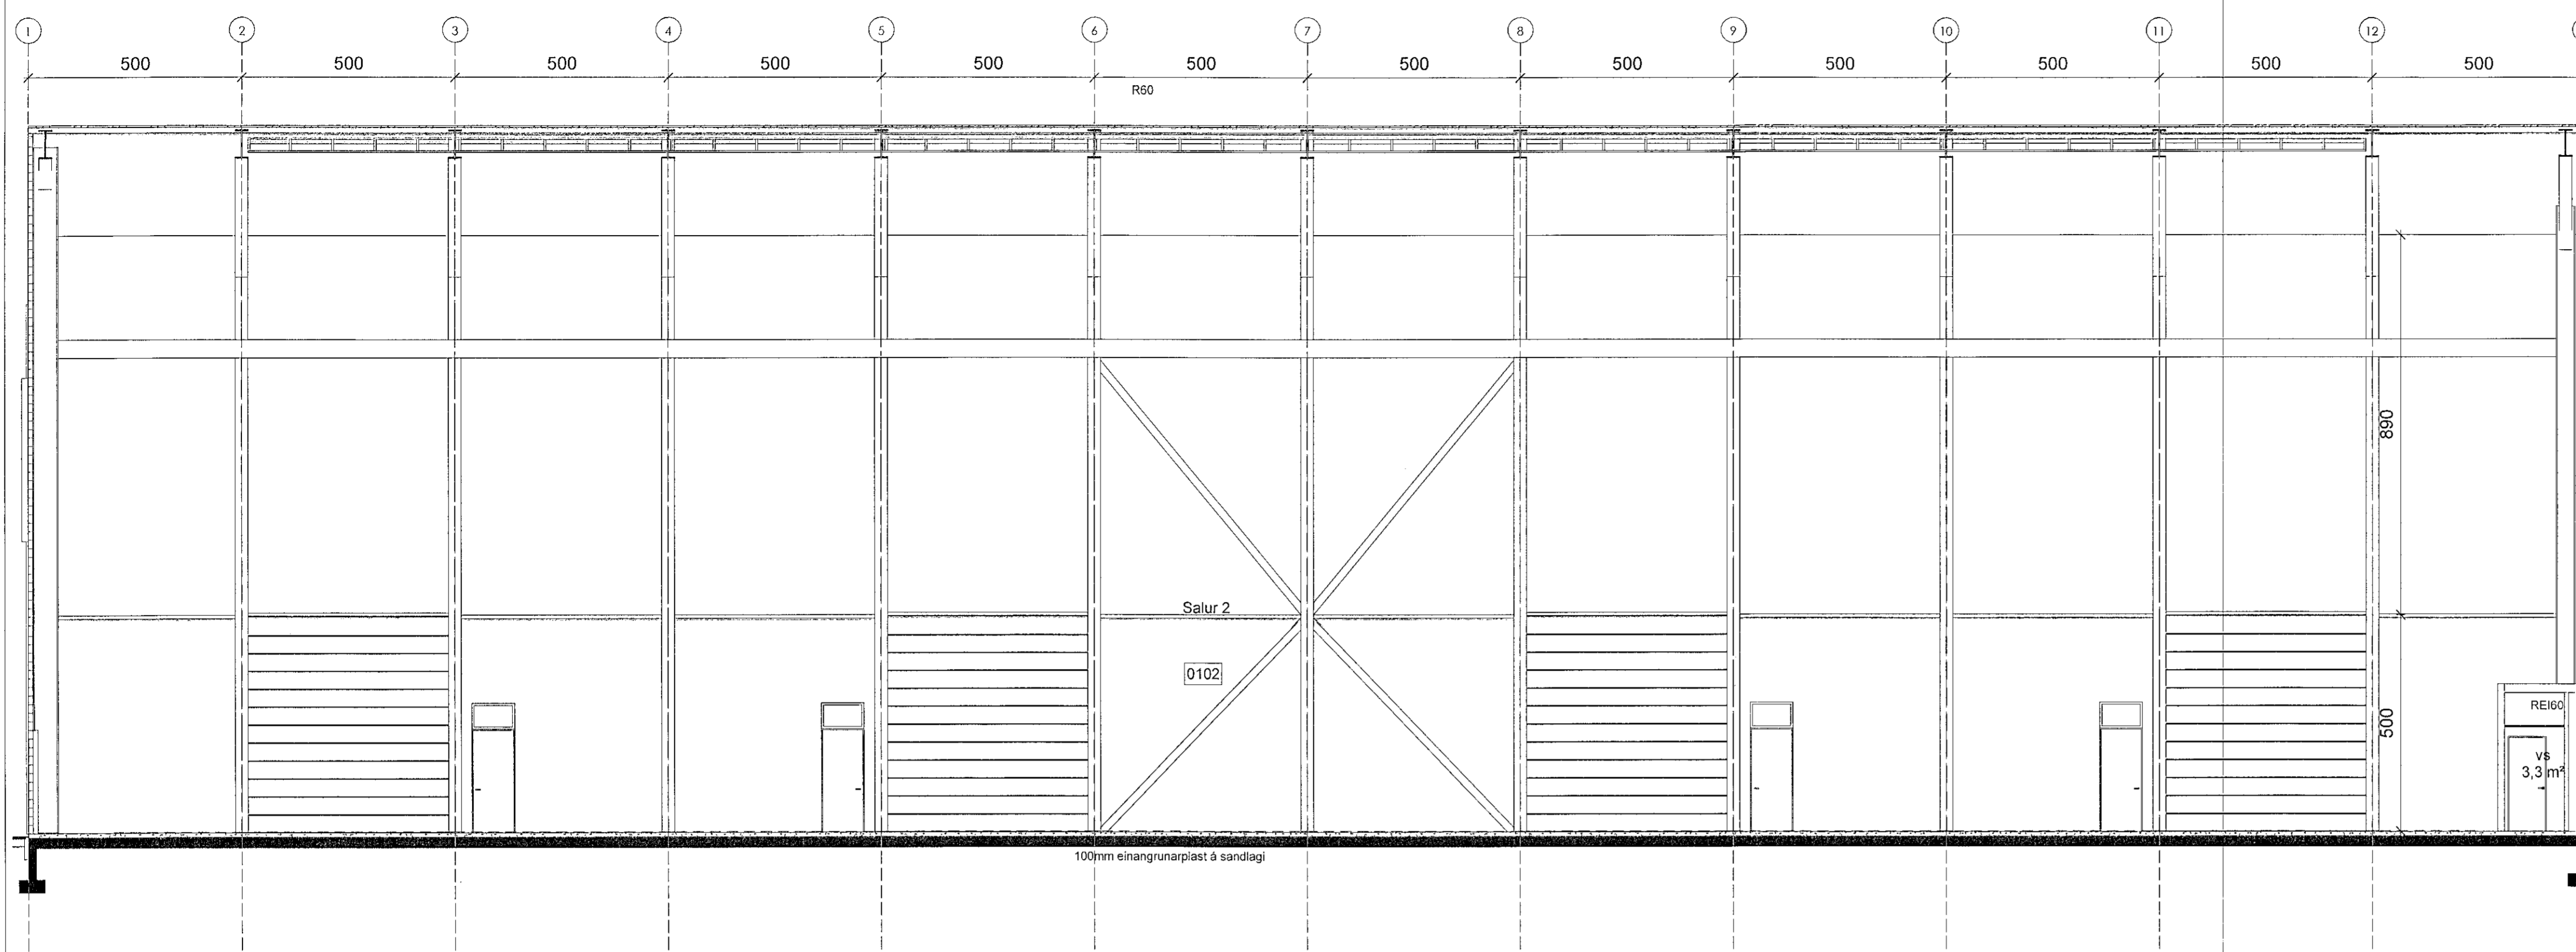 1 2 3 4 5 6 7 8 9 10 11 12
500 500 500 500 500 500 500 500 500 500 500 500
R60
890
Salur 2
0102
500
REI60
vs
3,3 m²
100mm einangrunarplast á sandlagi